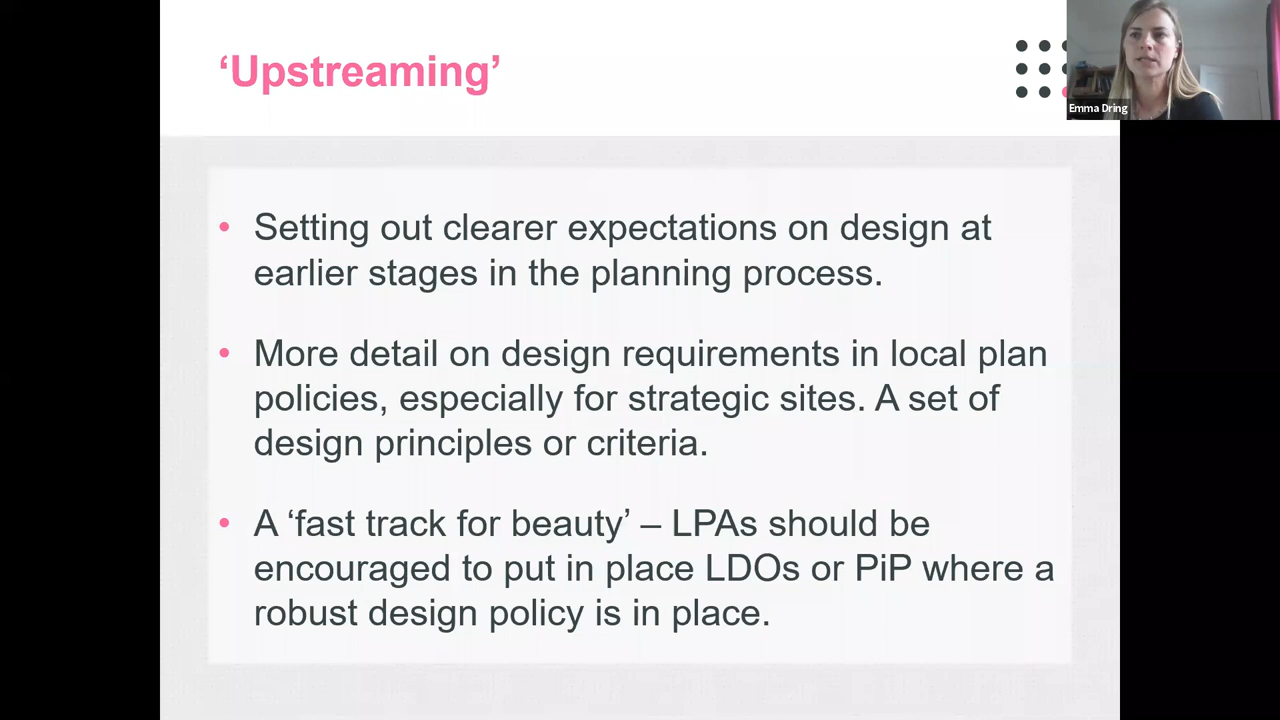 ‘Upstreaming’
Emma Dring
• Setting out clearer expectations on design at
earlier stages in the planning process.
• More detail on design requirements in local plan
policies, especially for strategic sites. A set of
design principles or criteria.
• A ‘fast track for beauty’ – LPAs should be
encouraged to put in place LDOs or PiP where a
robust design policy is in place.